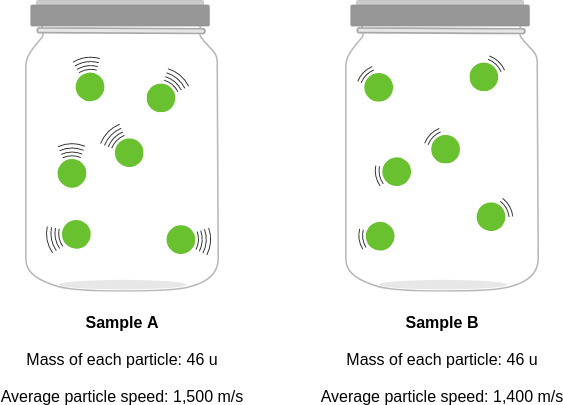 Sample A
Mass of each particle: 46 u
Average particle speed: 1,500 m/s
Sample B
Mass of each particle: 46 u
Average particle speed: 1,400 m/s